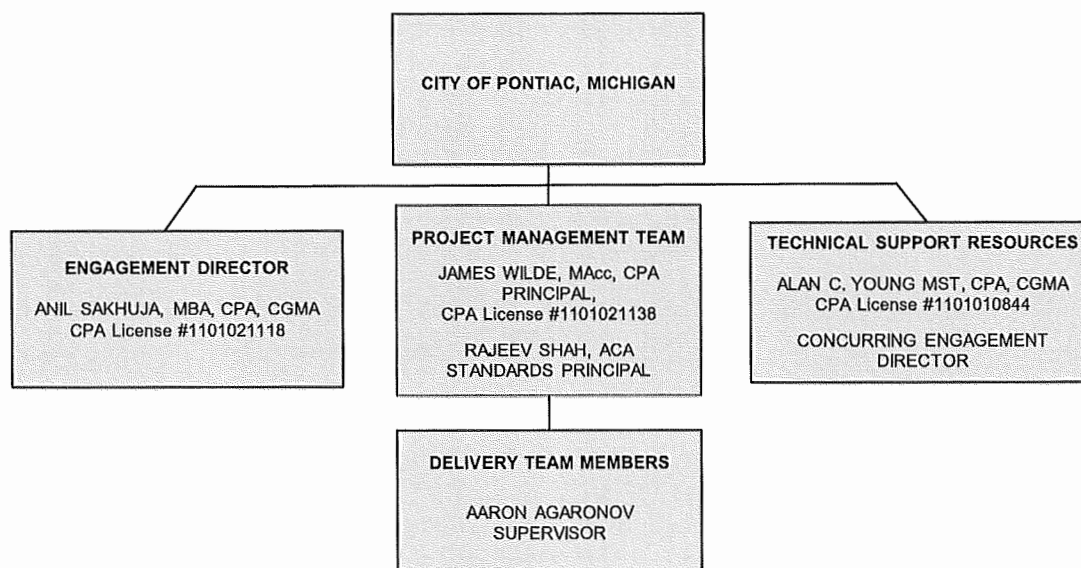 CITY OF PONTIAC, MICHIGAN
ENGAGEMENT DIRECTOR
ANIL SAKHUJA, MBA, CPA, CGMA
CPA License #1101021118
PROJECT MANAGEMENT TEAM
JAMES WILDE, MAcc, CPA
PRINCIPAL,
CPA License #1101021138
RAJEEV SHAH, ACA
STANDARDS PRINCIPAL
TECHNICAL SUPPORT RESOURCES
ALAN C. YOUNG MST, CPA, CGMA
CPA License #1101010844
CONCURRING ENGAGEMENT
DIRECTOR
DELIVERY TEAM MEMBERS
AARON AGARONOV
SUPERVISOR